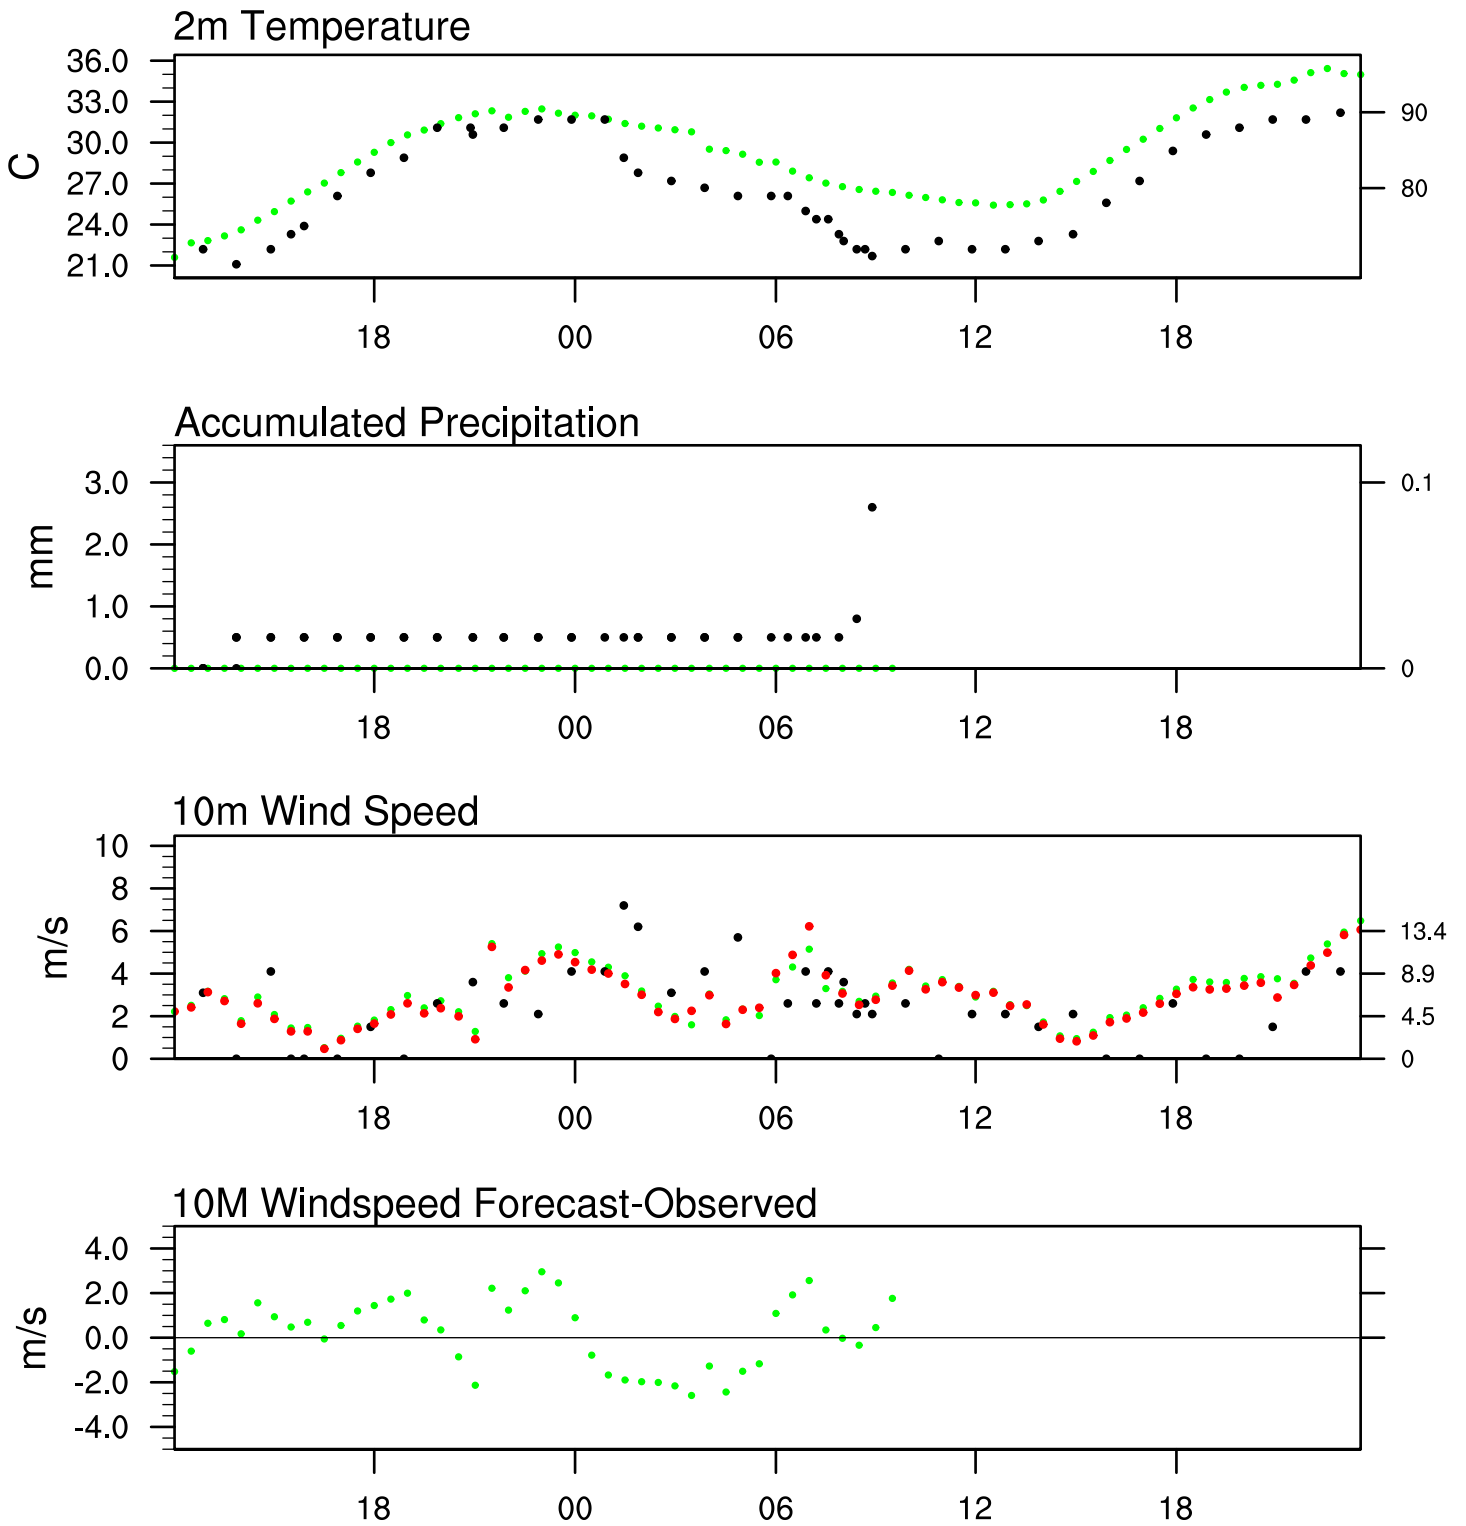 2m Temperature
36.0
33.0
30.0
27.0
24.0
21.0
C
90
80
18 00 06 12 18
Accumulated Precipitation
3.0
2.0
1.0
0.0
mm
0.1
0
18 00 06 12 18
10m Wind Speed
10
8
6
4
2
0
m/s
13.4
8.9
4.5
0
18 00 06 12 18
10M Windspeed Forecast-Observed
4.0
2.0
0.0
-2.0
-4.0
m/s
18 00 06 12 18